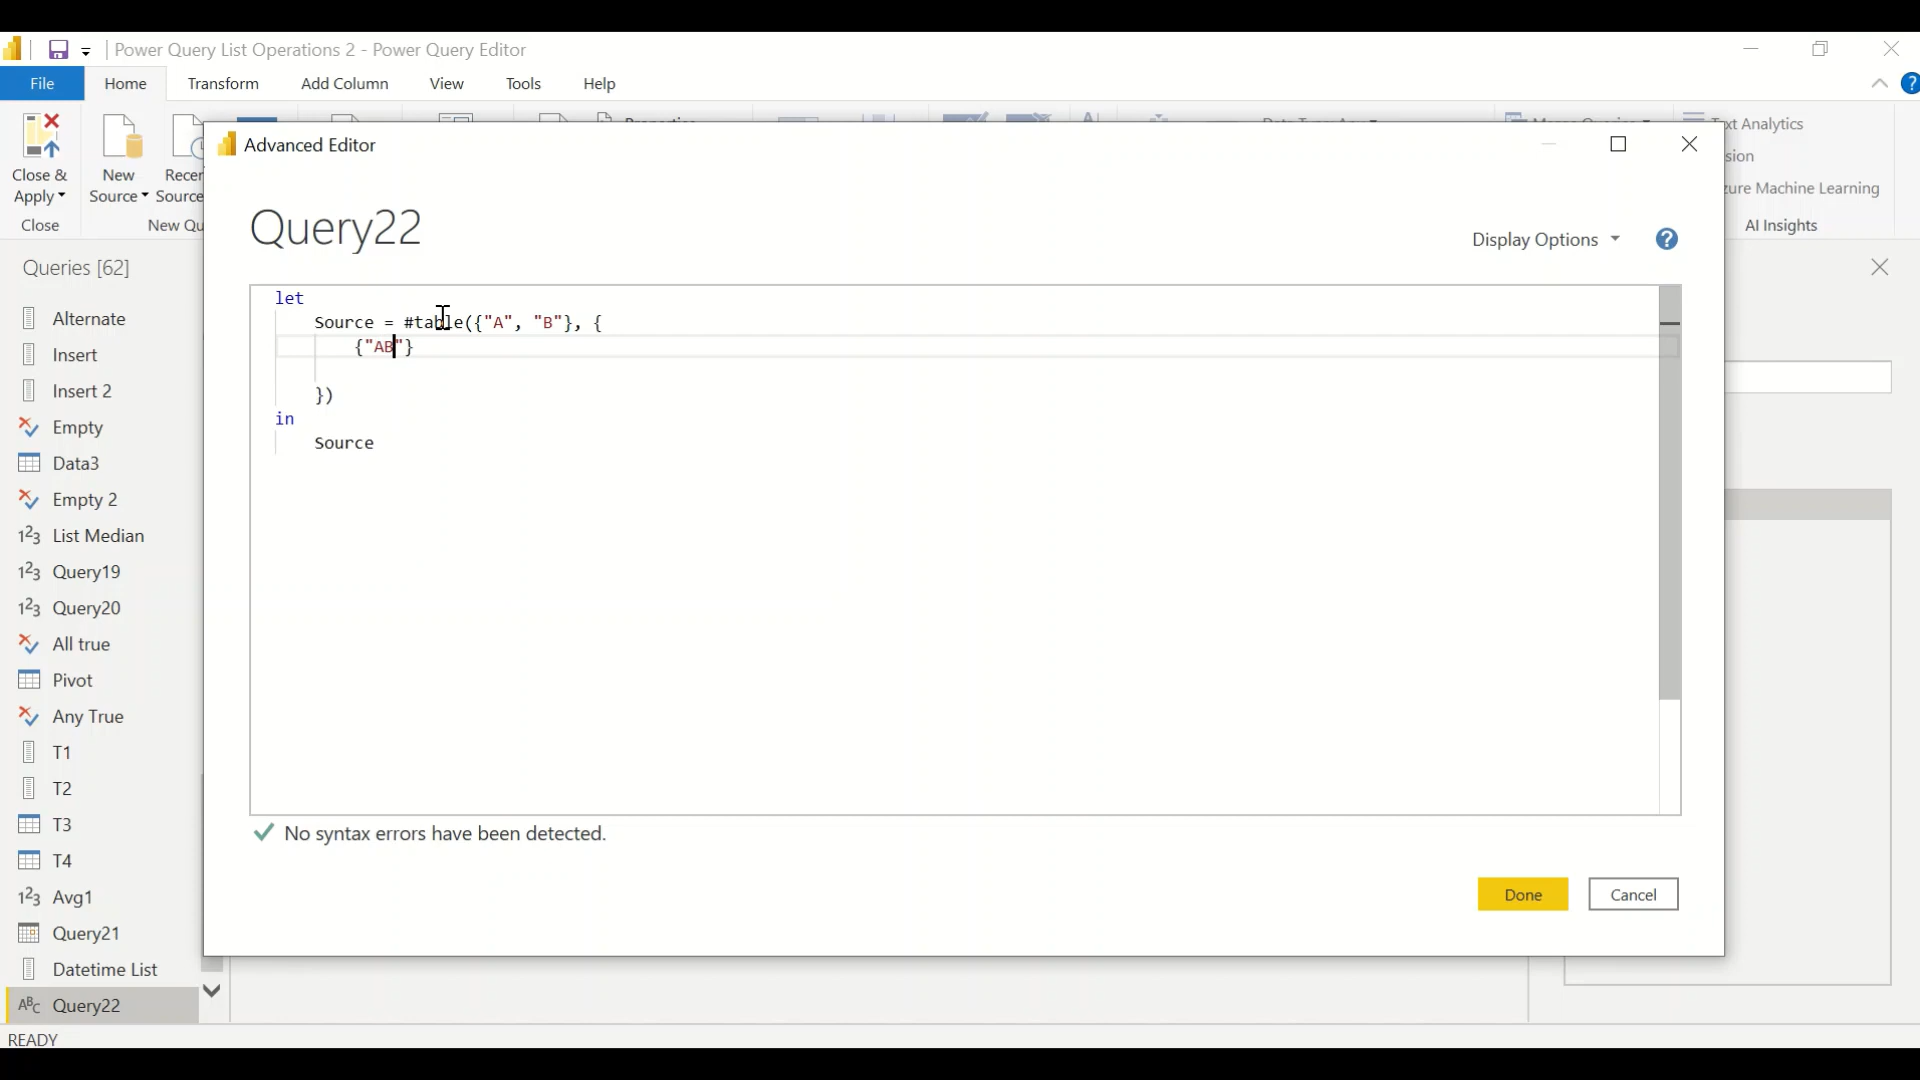 Power Query List Operations 2 - Power Query Editor
File Home Transform Add Column View Tools Help
Close & Apply
New Source
Close
Text Analytics
Azure Machine Learning
AI Insights
Advanced Editor
Query22
Display Options
?
Queries [62]
Alternate
Insert
Insert 2
Empty
Data3
Empty 2
List Median
Query19
Query20
All true
Pivot
Any True
T1
T2
T3
T4
Avg1
Query21
Datetime List
Query22
let
Source = #table({"A", "B"}, {
{"AB"}
})
in
Source
No syntax errors have been detected.
Done Cancel
READY